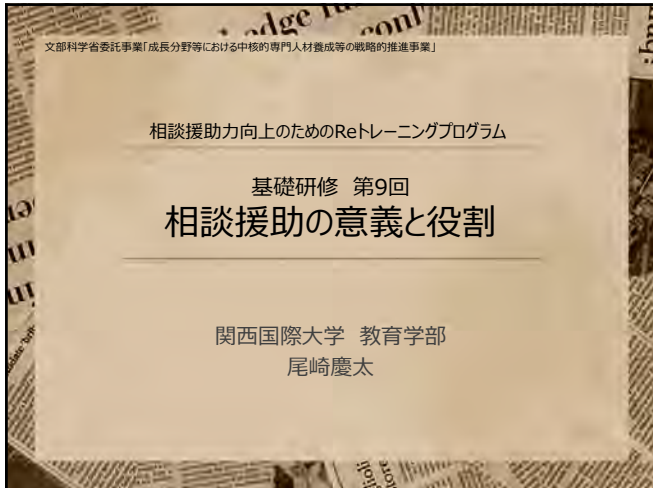 文部科学省委託事業「成長分野等における中核的専門人材養成等の戦略的推進事業」
相談援助力向上のためのReトレーニングプログラム
基礎研修 第9回
相談援助の意義と役割
関西国際大学 教育学部
尾崎慶太